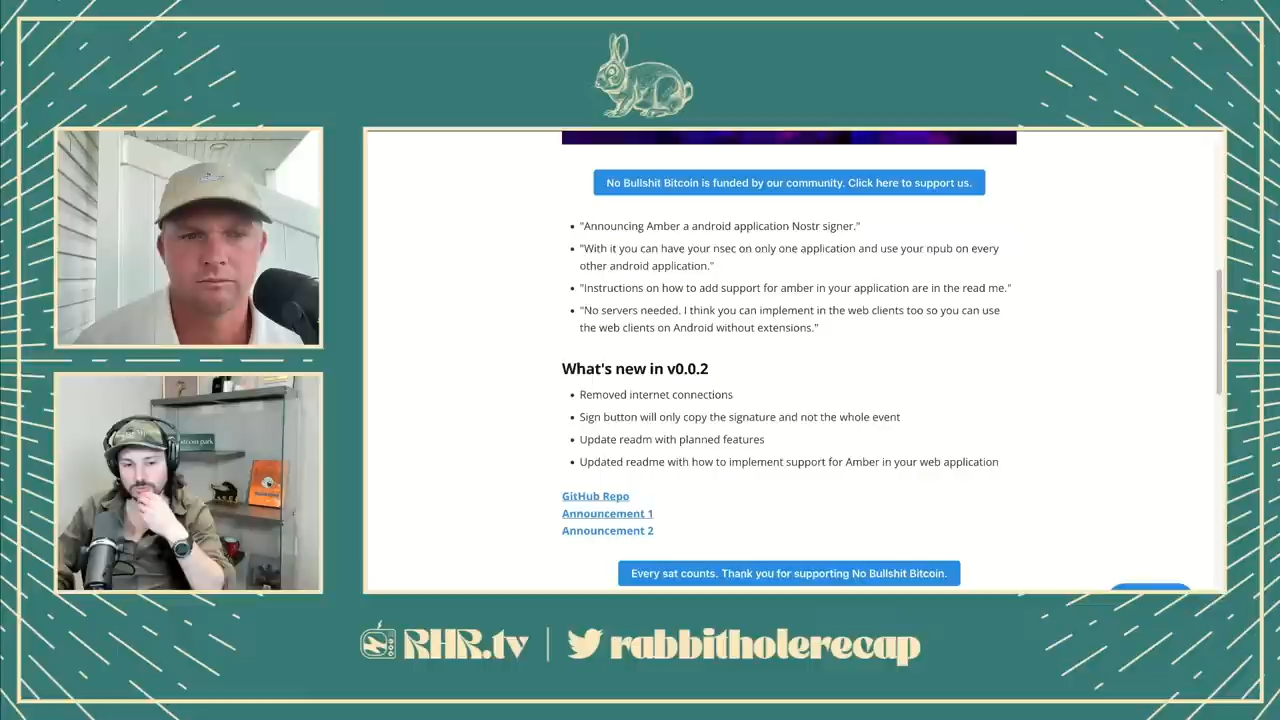 No Bullshit Bitcoin is funded by our community. Click here to support us.
• "Announcing Amber a android application Nostr signer."
• "With it you can have your nsec on only one application and use your npub on every
other android application."
• "Instructions on how to add support for amber in your application are in the read me."
• "No servers needed. I think you can implement in the web clients too so you can use
the web clients on Android without extensions."
What's new in v0.0.2
• Removed internet connections
• Sign button will only copy the signature and not the whole event
• Update readm with planned features
• Updated readme with how to implement support for Amber in your web application
GitHub Repo
Announcement 1
Announcement 2
Every sat counts. Thank you for supporting No Bullshit Bitcoin.
bitcoin park
RHR.tv | rabbitholerecap